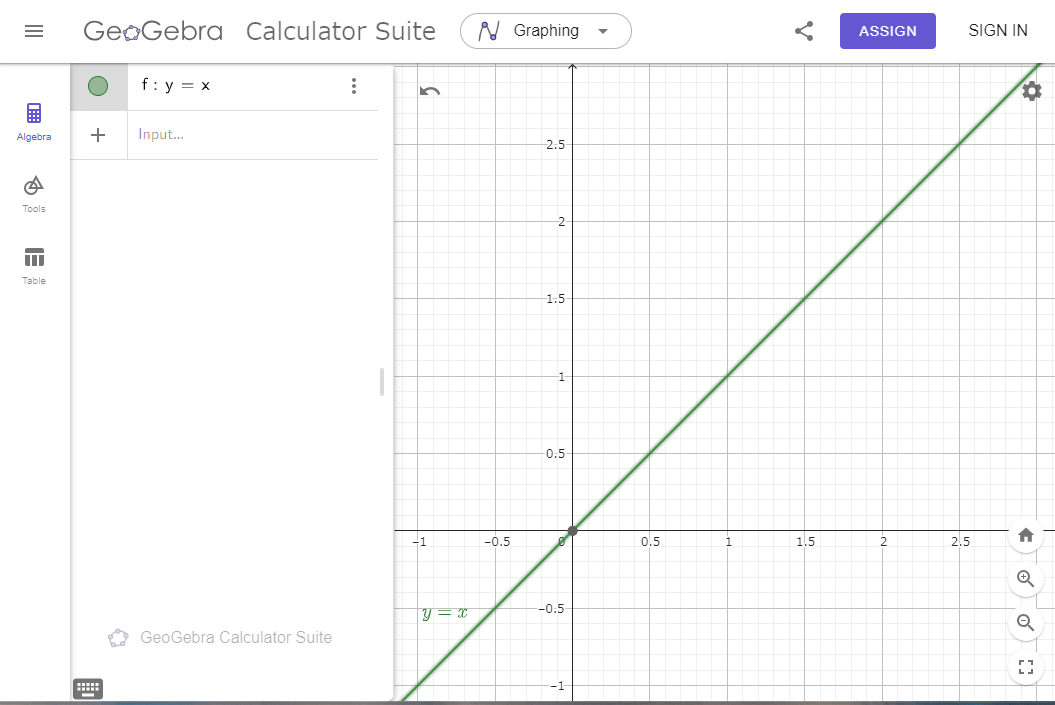 GeoGebra Calculator Suite
Graphing
ASSIGN
SIGN IN
Algebra
Tools
Table
f : y = x
Input...
GeoGebra Calculator Suite
2.5
2
1.5
1
0.5
−1
−0.5
0
0.5
1
1.5
2
2.5
−0.5
−1
y = x